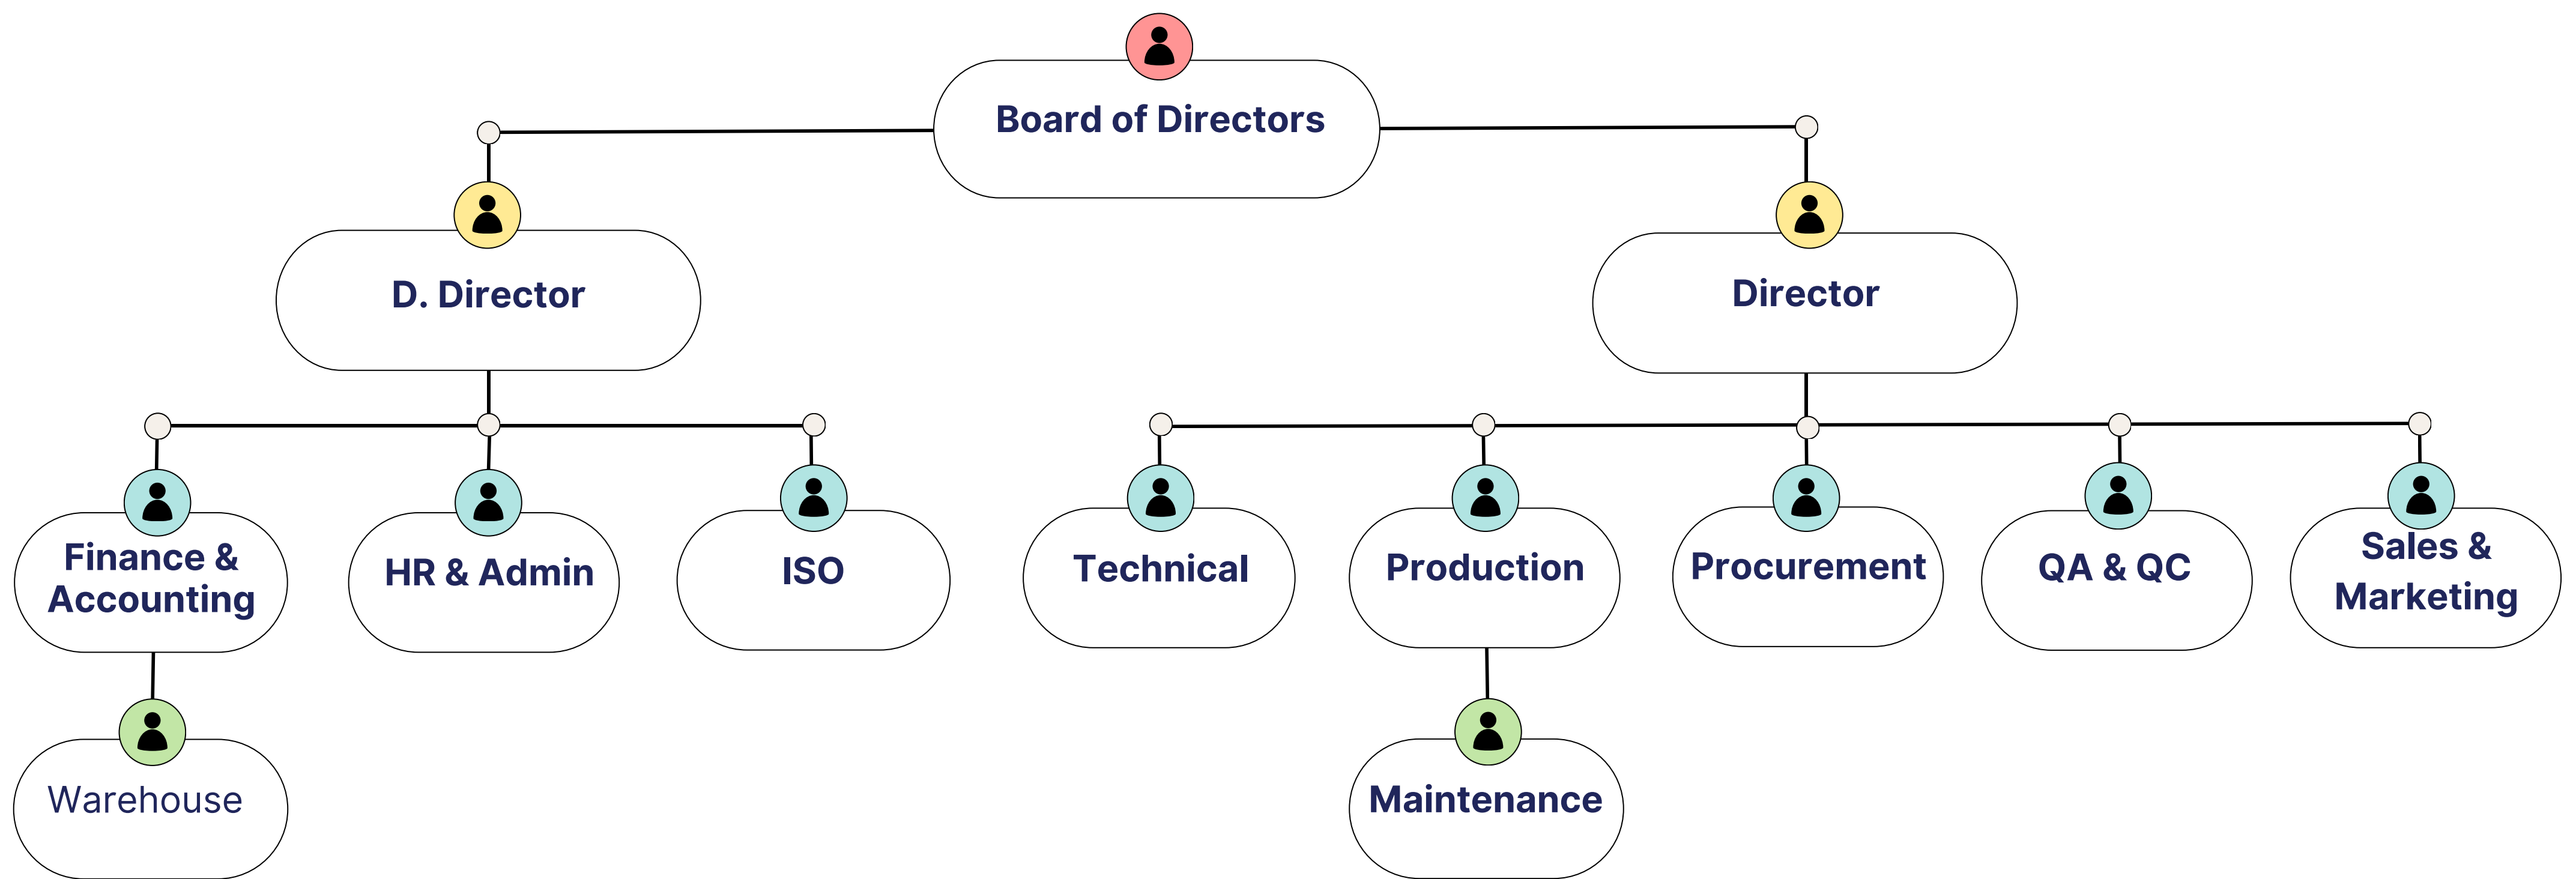 Board of Directors
D. Director
Director
Finance &
Accounting
HR & Admin
ISO
Technical
Production
Procurement
QA & QC
Sales &
Marketing
Warehouse
Maintenance